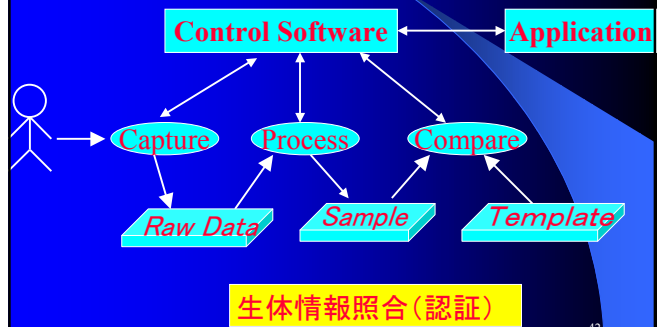 Control Software
Application
Capture
Process
Compare
Raw Data
Sample
Template
生体情報照合(認証)